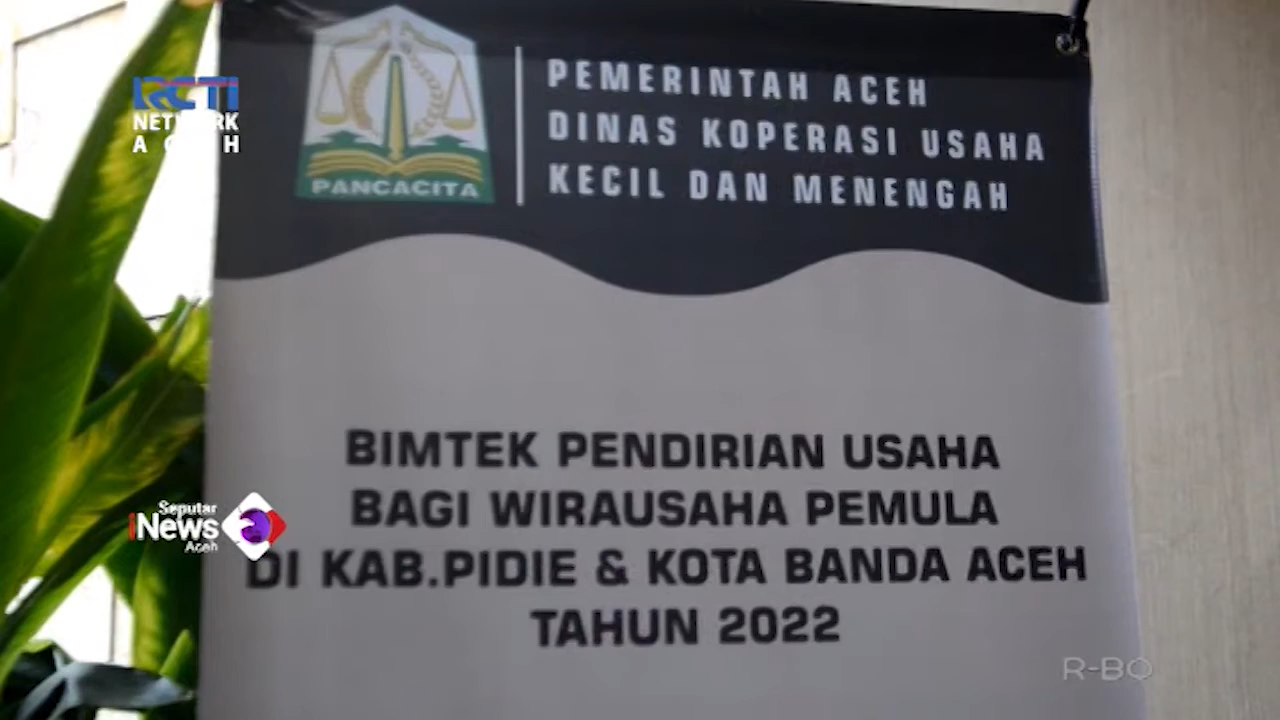 PEMERINTAH ACEH
DINAS KOPERASI USAHA
KECIL DAN MENENGAH
PANCACITA
RCTI
NETWORK
ACEH
BIMTEK PENDIRIAN USAHA
BAGI WIRAUSAHA PEMULA
DI KAB.PIDIE & KOTA BANDA ACEH
TAHUN 2022
Seputar
iNews
Aceh
R-BO